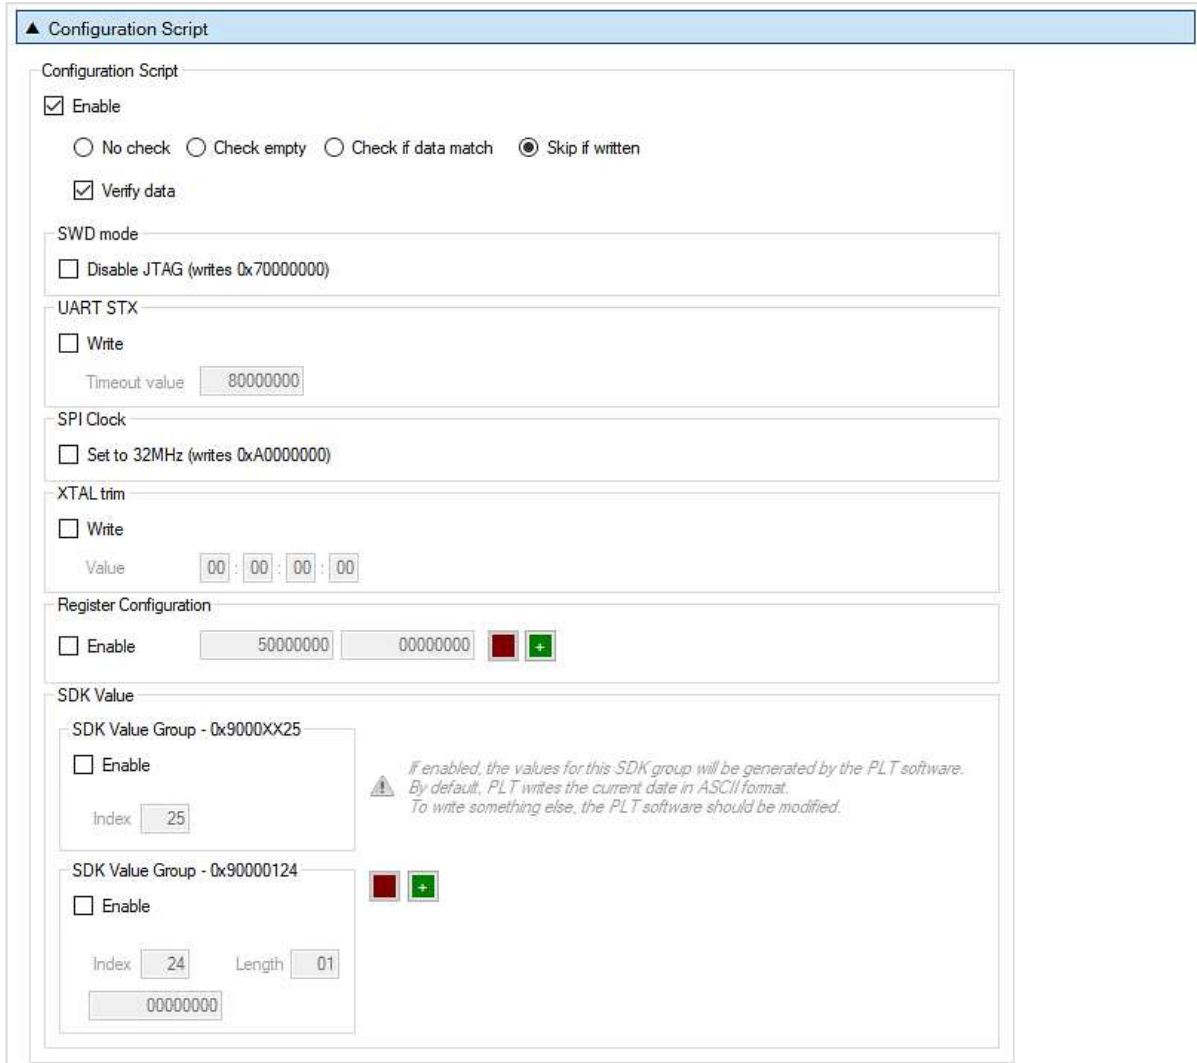 ▲ Configuration Script
Configuration Script
Enable
No check Check empty Check if data match Skip if written
Verify data
SWD mode
Disable JTAG (writes 0x70000000)
UART STX
Write
Timeout value 80000000
SPI Clock
Set to 32MHz (writes 0xA0000000)
XTAL trim
Write
Value 00 : 00 : 00 : 00
Register Configuration
Enable 50000000 00000000 +
SDK Value
SDK Value Group - 0x9000XX25
Enable
If enabled, the values for this SDK group will be generated by the PLT software.
By default, PLT writes the current date in ASCII format.
To write something else, the PLT software should be modified.
Index 25
SDK Value Group - 0x90000124
+
Enable
Index 24 Length 01
00000000